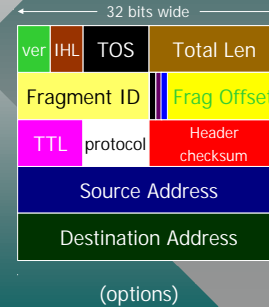 32 bits wide
ver IHL TOS Total Len
Fragment ID Frag Offset
TTL protocol Header
checksum
Source Address
Destination Address
(options)